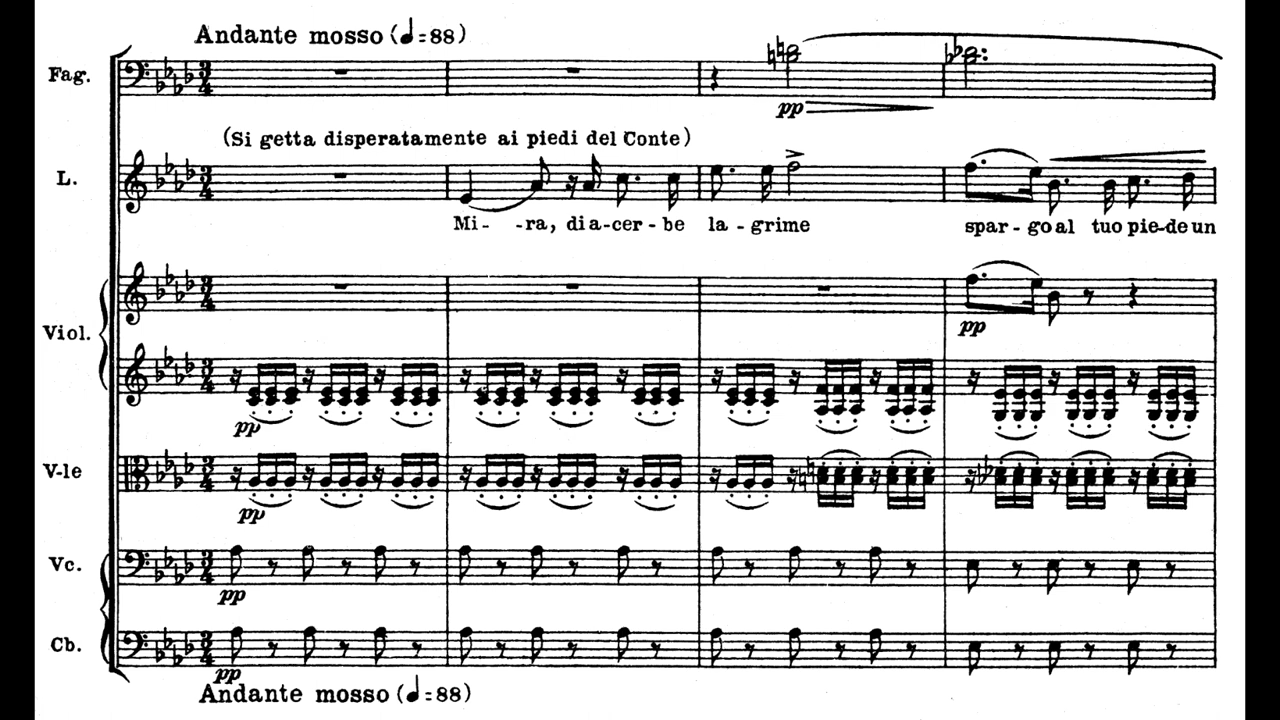 Andante mosso (♩=88)
Fag.
pp
(Si getta disperatamente ai piedi del Conte)
L.
Mi - -ra, di a-cer-be la-grime spar-go al tuo pie-de un
Viol.
pp
pp
V-le
pp
Vc.
pp
Cb.
pp
Andante mosso (♩=88)